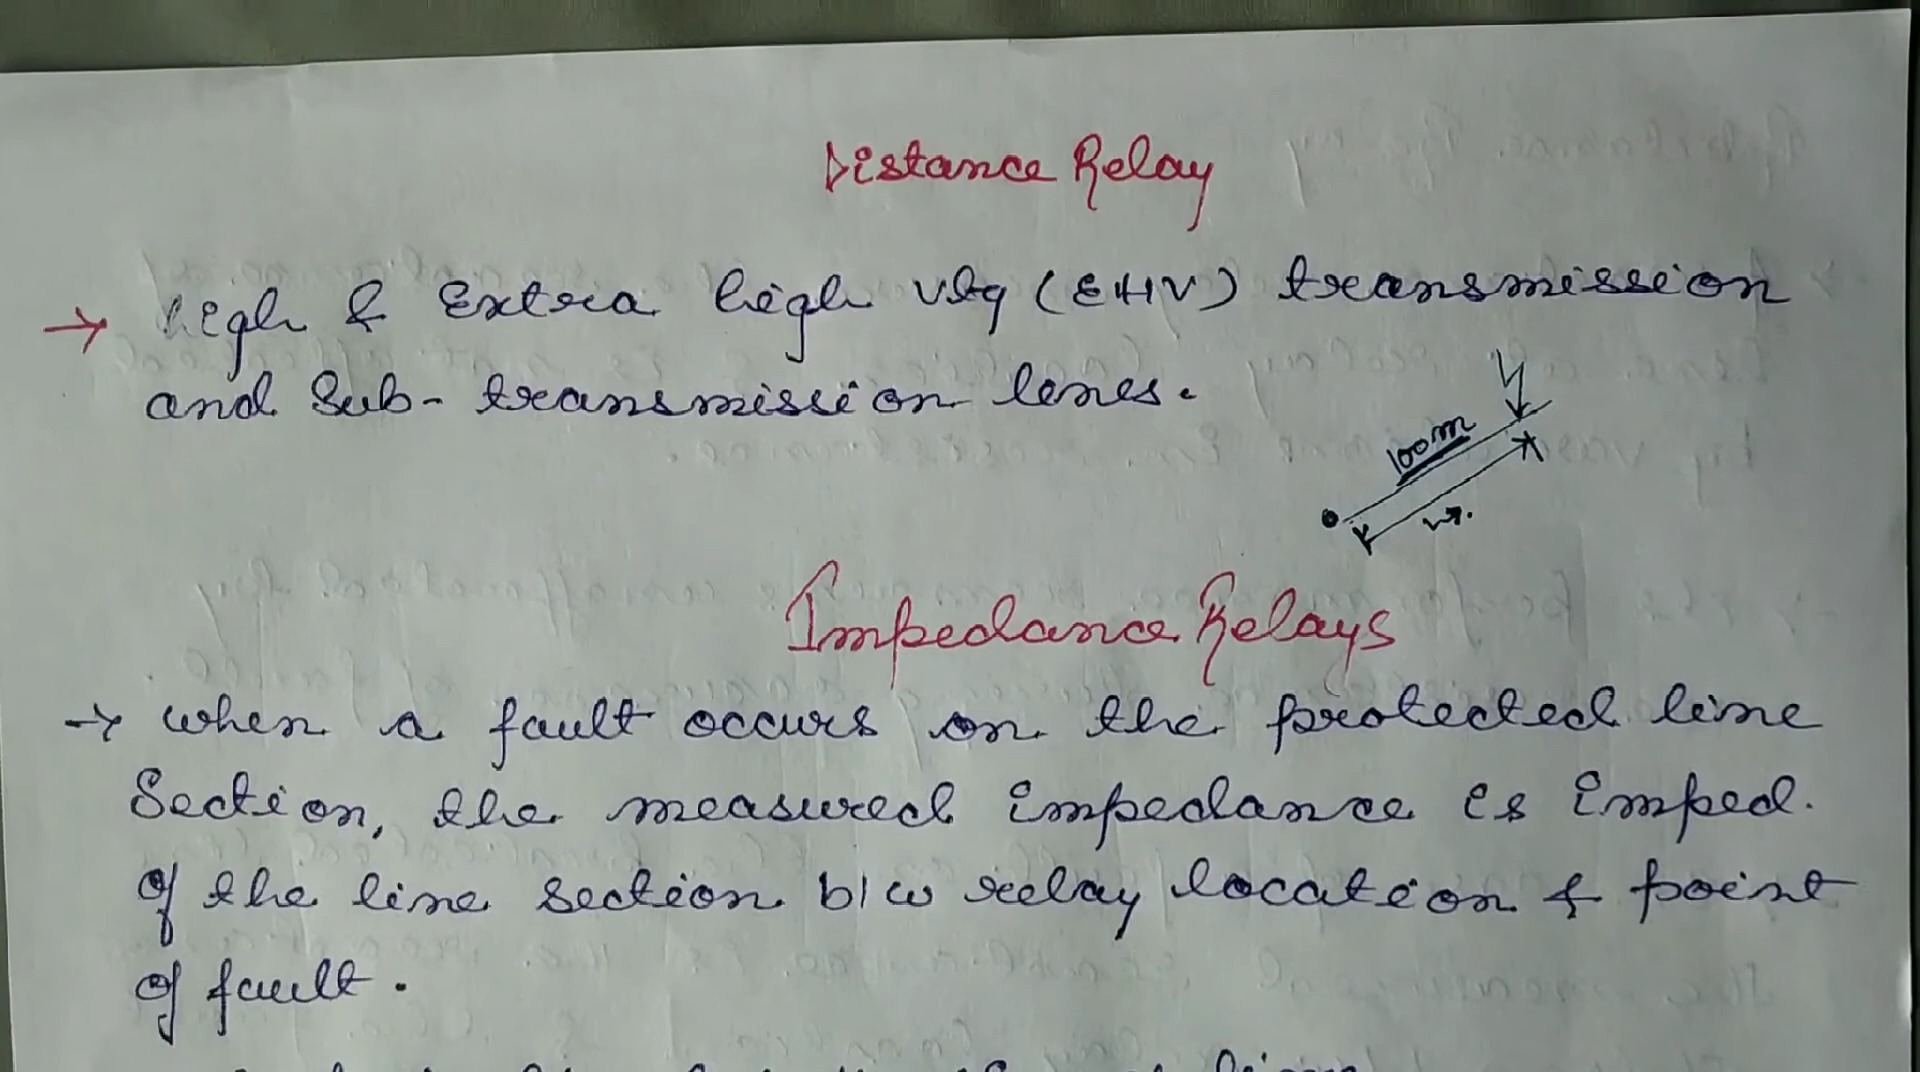 Distance Relay
→ high & Extra high vtg (EHV) transmission
and Sub-transmission lines.
100m
Impedance Relays
→ when a fault occurs on the protected line
Section, the measured impedance is imped.
of the line section b/w relay location & point
of fault.